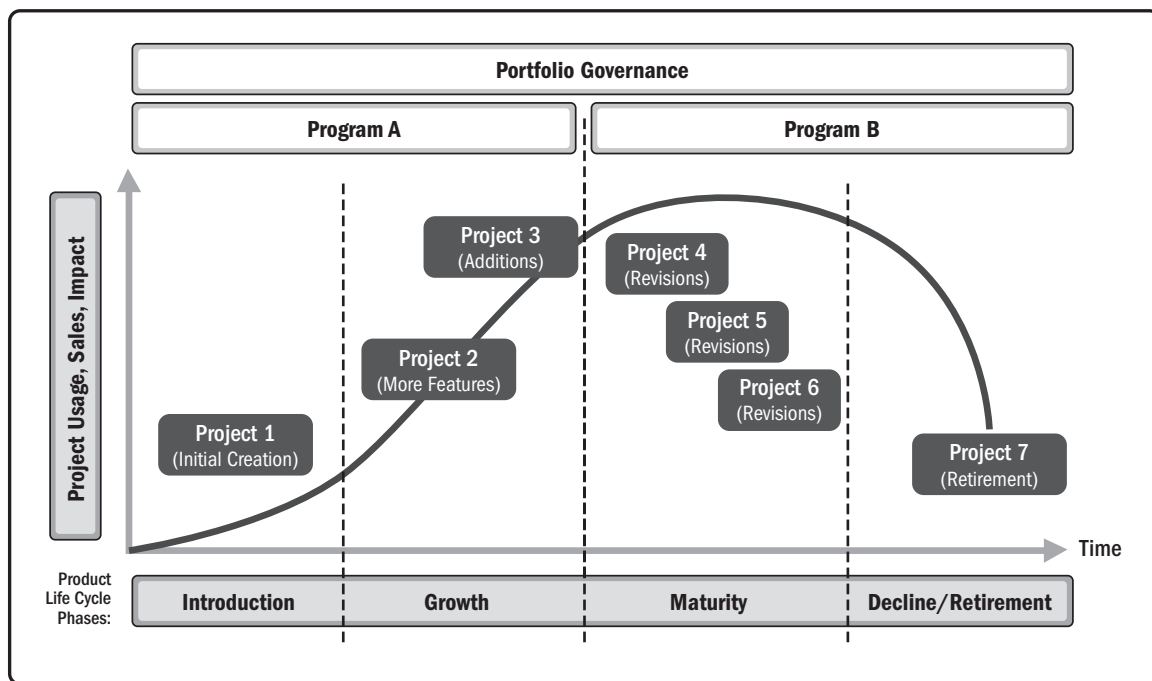 Portfolio Governance
Program A
Program B
Project Usage, Sales, Impact
Project 3
(Additions)
Project 4
(Revisions)
Project 5
(Revisions)
Project 2
(More Features)
Project 6
(Revisions)
Project 1
(Initial Creation)
Project 7
(Retirement)
Time
Product
Life Cycle
Phases:
Introduction
Growth
Maturity
Decline/Retirement